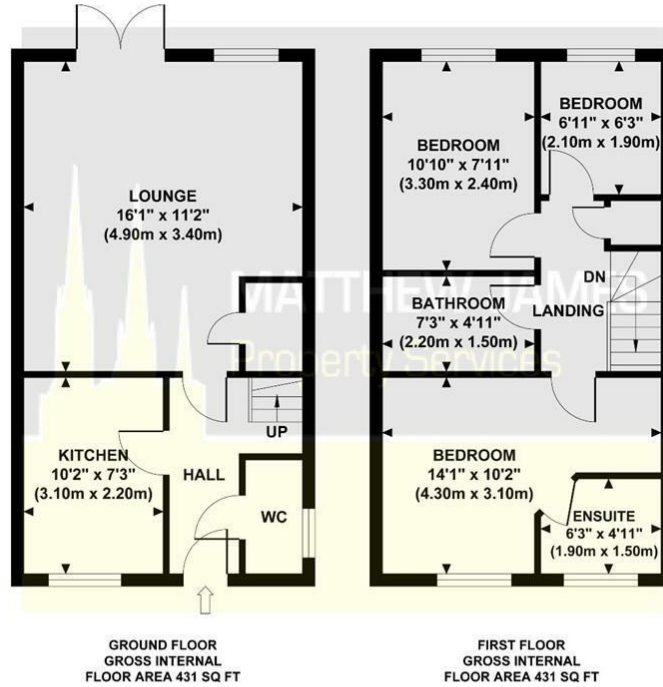 LOUNGE
16'1" x 11'2"
(4.90m x 3.40m)
KITCHEN
10'2" x 7'3"
(3.10m x 2.20m)
HALL
UP
WC
GROUND FLOOR
GROSS INTERNAL
FLOOR AREA 431 SQ FT
BEDROOM
10'10" x 7'11"
(3.30m x 2.40m)
BEDROOM
6'11" x 6'3"
(2.10m x 1.90m)
BATHROOM
7'3" x 4'11"
(2.20m x 1.50m)
DN
LANDING
BEDROOM
14'1" x 10'2"
(4.30m x 3.10m)
ENSUITE
6'3" x 4'11"
(1.90m x 1.50m)
FIRST FLOOR
GROSS INTERNAL
FLOOR AREA 431 SQ FT
MATTHEW JAMES
Property Services